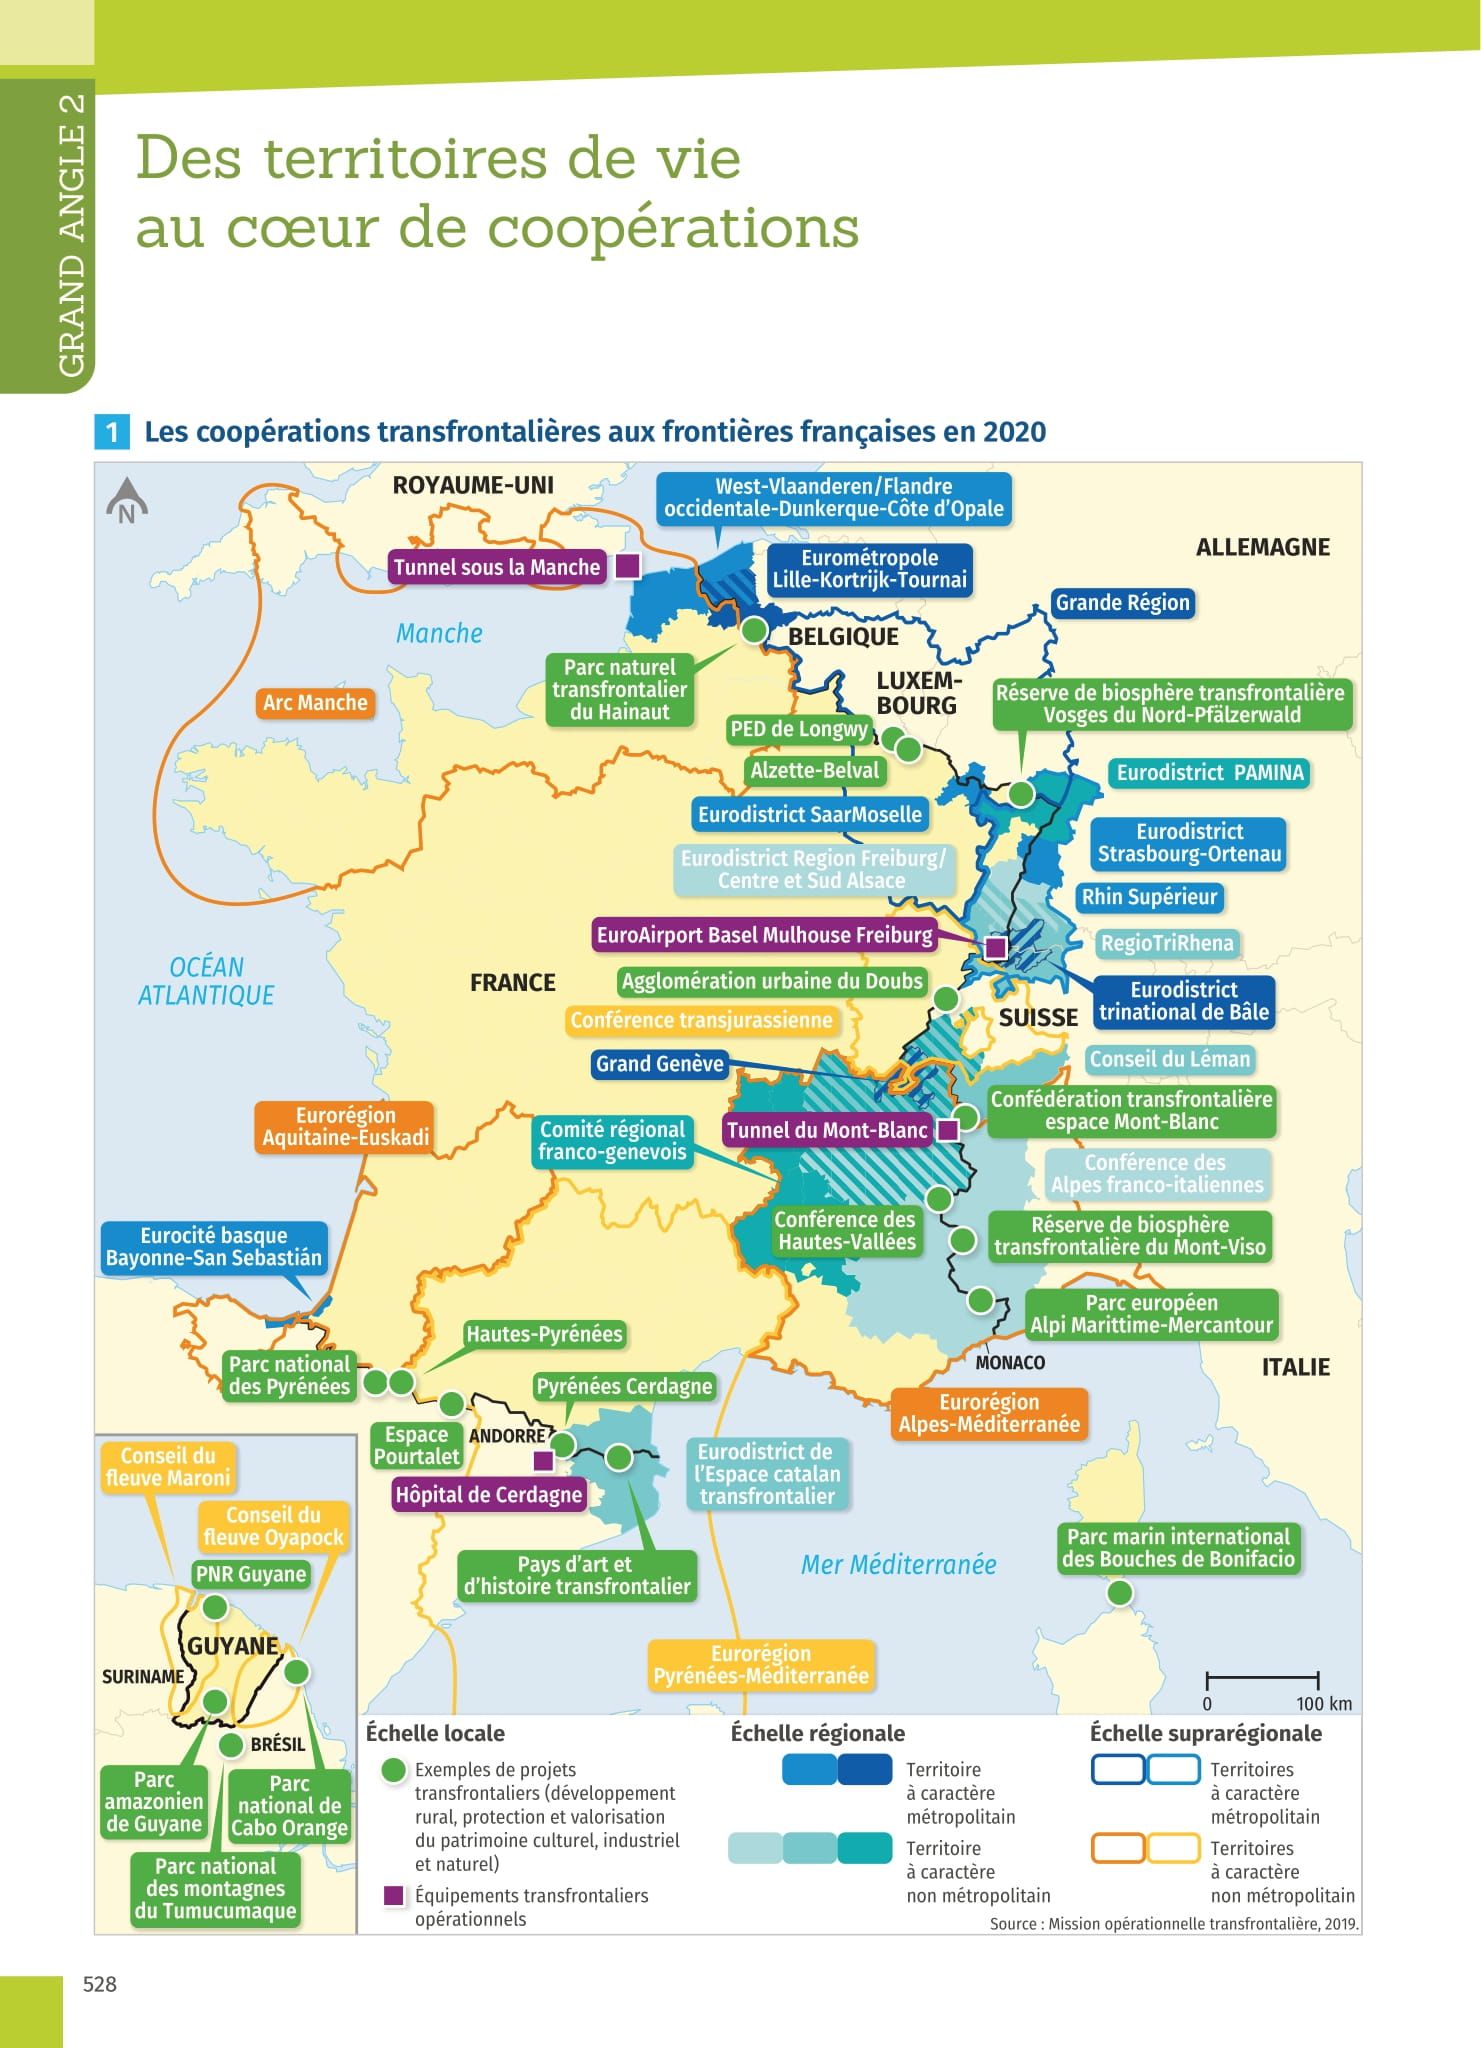 GRAND ANGLE 2
Des territoires de vie
au cœur de coopérations
1 Les coopérations transfrontalières aux frontières françaises en 2020
N
ROYAUME-UNI
West-Vlaanderen/Flandre
occidentale-Dunkerque-Côte d'Opale
ALLEMAGNE
Tunnel sous la Manche
Eurométropole
Lille-Kortrijk-Tournai
Grande Région
Manche
BELGIQUE
Parc naturel
transfrontalier
du Hainaut
LUXEM-
BOURG
Réserve de biosphère transfrontalière
Vosges du Nord-Pfälzerwald
Arc Manche
PED de Longwy
Alzette-Belval
Eurodistrict PAMINA
Eurodistrict SaarMoselle
Eurodistrict
Strasbourg-Ortenau
Eurodistrict Region Freiburg/
Centre et Sud Alsace
Rhin Supérieur
EuroAirport Basel Mulhouse Freiburg
RegioTriRhena
OCÉAN
ATLANTIQUE
FRANCE
Agglomération urbaine du Doubs
Eurodistrict
trinational de Bâle
Conférence transjurassienne
SUISSE
Grand Genève
Conseil du Léman
Eurorégion
Aquitaine-Euskadi
Comité régional
franco-genevois
Tunnel du Mont-Blanc
Confédération transfrontalière
espace Mont-Blanc
Conférence des
Alpes franco-italiennes
Eurocité basque
Bayonne-San Sebastián
Conférence des
Hautes-Vallées
Réserve de biosphère
transfrontalière du Mont-Viso
Parc européen
Alpi Marittime-Mercantour
Hautes-Pyrénées
Parc national
des Pyrénées
MONACO
ITALIE
Pyrénées Cerdagne
Eurorégion
Alpes-Méditerranée
Espace
Pourtalet
ANDORRE
Hôpital de Cerdagne
Eurodistrict de
l'Espace catalan
transfrontalier
Pays d'art et
d'histoire transfrontalier
Mer Méditerranée
Parc marin international
des Bouches de Bonifacio
Eurorégion
Pyrénées-Méditerranée
0 100 km
Conseil du
fleuve Maroni
Conseil du
fleuve Oyapock
PNR Guyane
GUYANE
SURINAME
BRÉSIL
Parc
amazonien
de Guyane
Parc
national de
Cabo Orange
Parc national
des montagnes
du Tumucumaque
Échelle locale
Exemples de projets
transfrontaliers (développement
rural, protection et valorisation
du patrimoine culturel, industriel
et naturel)
Équipements transfrontaliers
opérationnels
Échelle régionale
Territoire
à caractère
métropolitain
Territoire
à caractère
non métropolitain
Échelle suprarégionale
Territoires
à caractère
métropolitain
Territoires
à caractère
non métropolitain
Source : Mission opérationnelle transfrontalière, 2019.
528